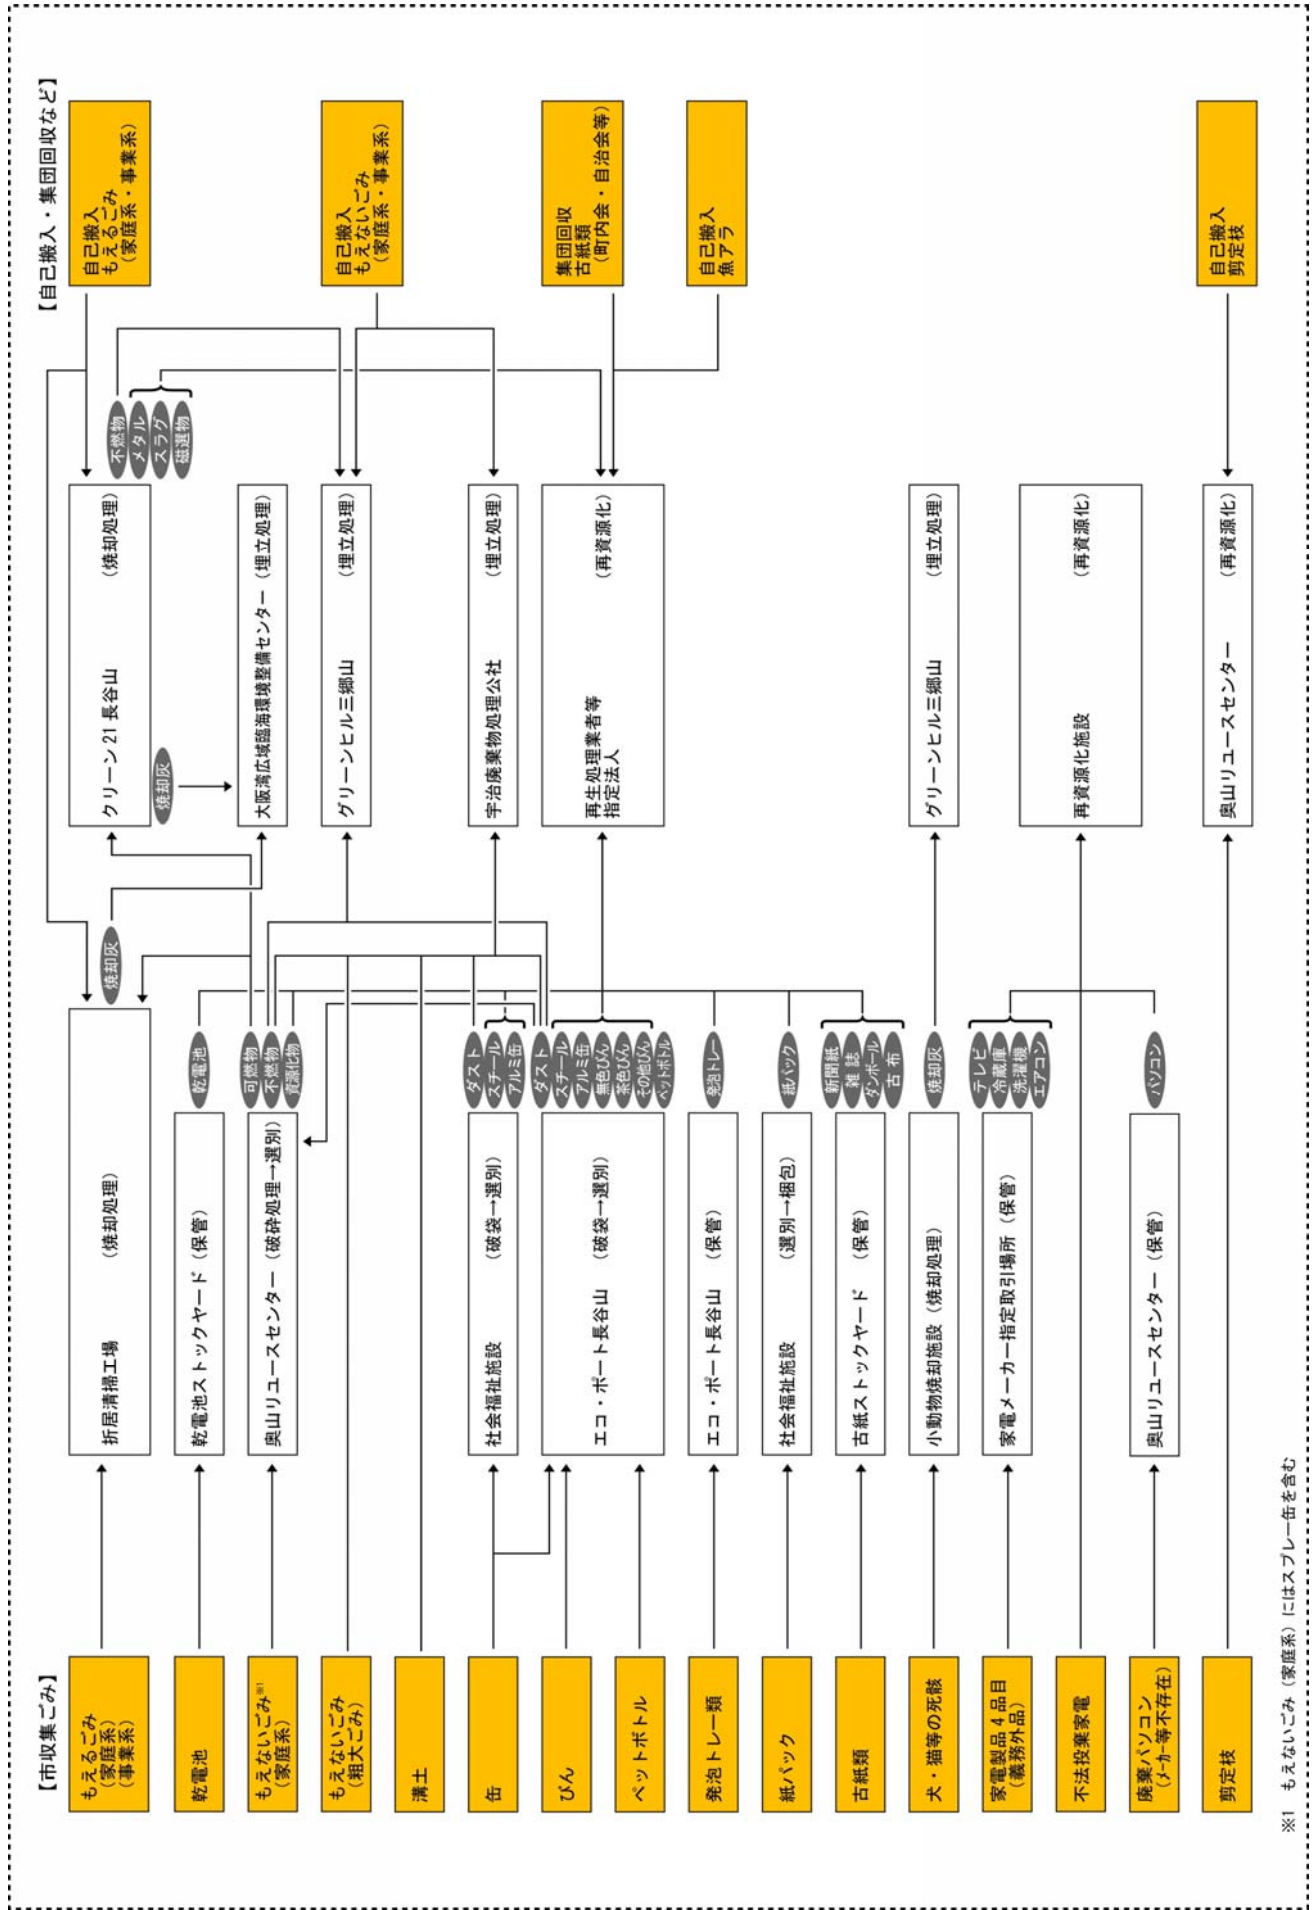 【市収集ごみ】
もえるごみ
（家庭系）
（事業系）
乾電池
もえないごみ※1
（家庭系）
もえないごみ
（粗大ごみ）
溝土
缶
びん
ペットボトル
発泡トレー類
紙パック
古紙類
犬・猫等の死骸
家電製品４品目
（義務外品）
不法投棄家電
廃棄パソコン
（ﾒｰｶｰ等不存在）
剪定枝
折居清掃工場 （焼却処理）
乾電池ストックヤード（保管）
奥山リユースセンター（破砕処理→選別）
社会福祉施設 （破袋→選別）
エコ・ポート長谷山 （破袋→選別）
エコ・ポート長谷山 （保管）
社会福祉施設 （選別→梱包）
古紙ストックヤード （保管）
小動物焼却施設（焼却処理）
家電メーカー指定取引場所（保管）
奥山リユースセンター（保管）
焼却灰
乾電池
可燃物
不燃物
資源化物
ダスト
スチール
アルミ缶
ダスト
スチール
アルミ缶
無色びん
茶色びん
その他びん
ペットボトル
発泡トレー
紙パック
新聞紙
雑誌
ダンボール
古布
焼却灰
テレビ
冷蔵庫
洗濯機
エアコン
パソコン
クリーン21長谷山 （焼却処理）
焼却灰
大阪湾広域臨海環境整備センター（埋立処理）
グリーンヒル三郷山 （埋立処理）
宇治廃棄物処理公社 （埋立処理）
再生処理業者等
指定法人 （再資源化）
グリーンヒル三郷山 （埋立処理）
再資源化施設 （再資源化）
奥山リユースセンター （再資源化）
不燃物
メタル
スラグ
磁選物
【自己搬入・集団回収など】
自己搬入
もえるごみ
（家庭系・事業系）
自己搬入
もえないごみ
（家庭系・事業系）
集団回収
古紙類
（町内会・自治会等）
自己搬入
魚アラ
自己搬入
剪定枝
※1 もえないごみ（家庭系）にはスプレー缶を含む